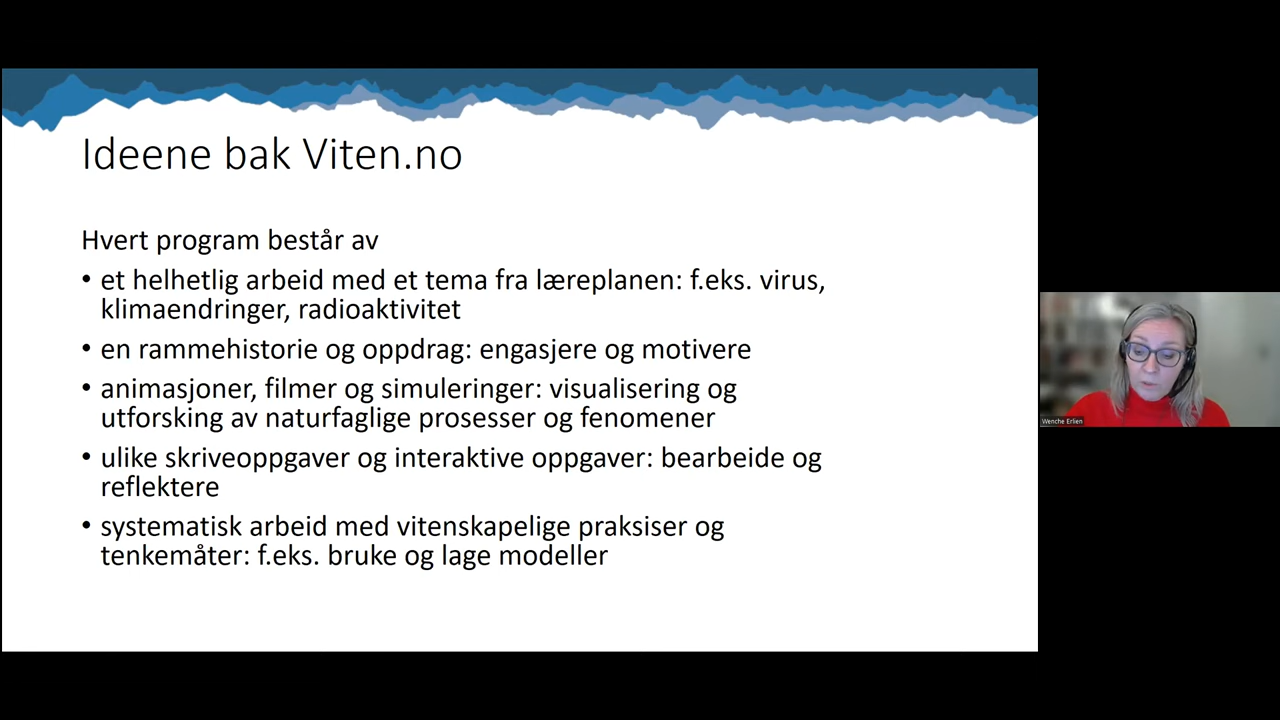 Ideene bak Viten.no
Hvert program består av
• et helhetlig arbeid med et tema fra læreplanen: f.eks. virus,
klimaendringer, radioaktivitet
• en rammehistorie og oppdrag: engasjere og motivere
• animasjoner, filmer og simuleringer: visualisering og
utforsking av naturfaglige prosesser og fenomener
• ulike skriveoppgaver og interaktive oppgaver: bearbeide og
reflektere
• systematisk arbeid med vitenskapelige praksiser og
tenkemåter: f.eks. bruke og lage modeller
Wenche Erlien